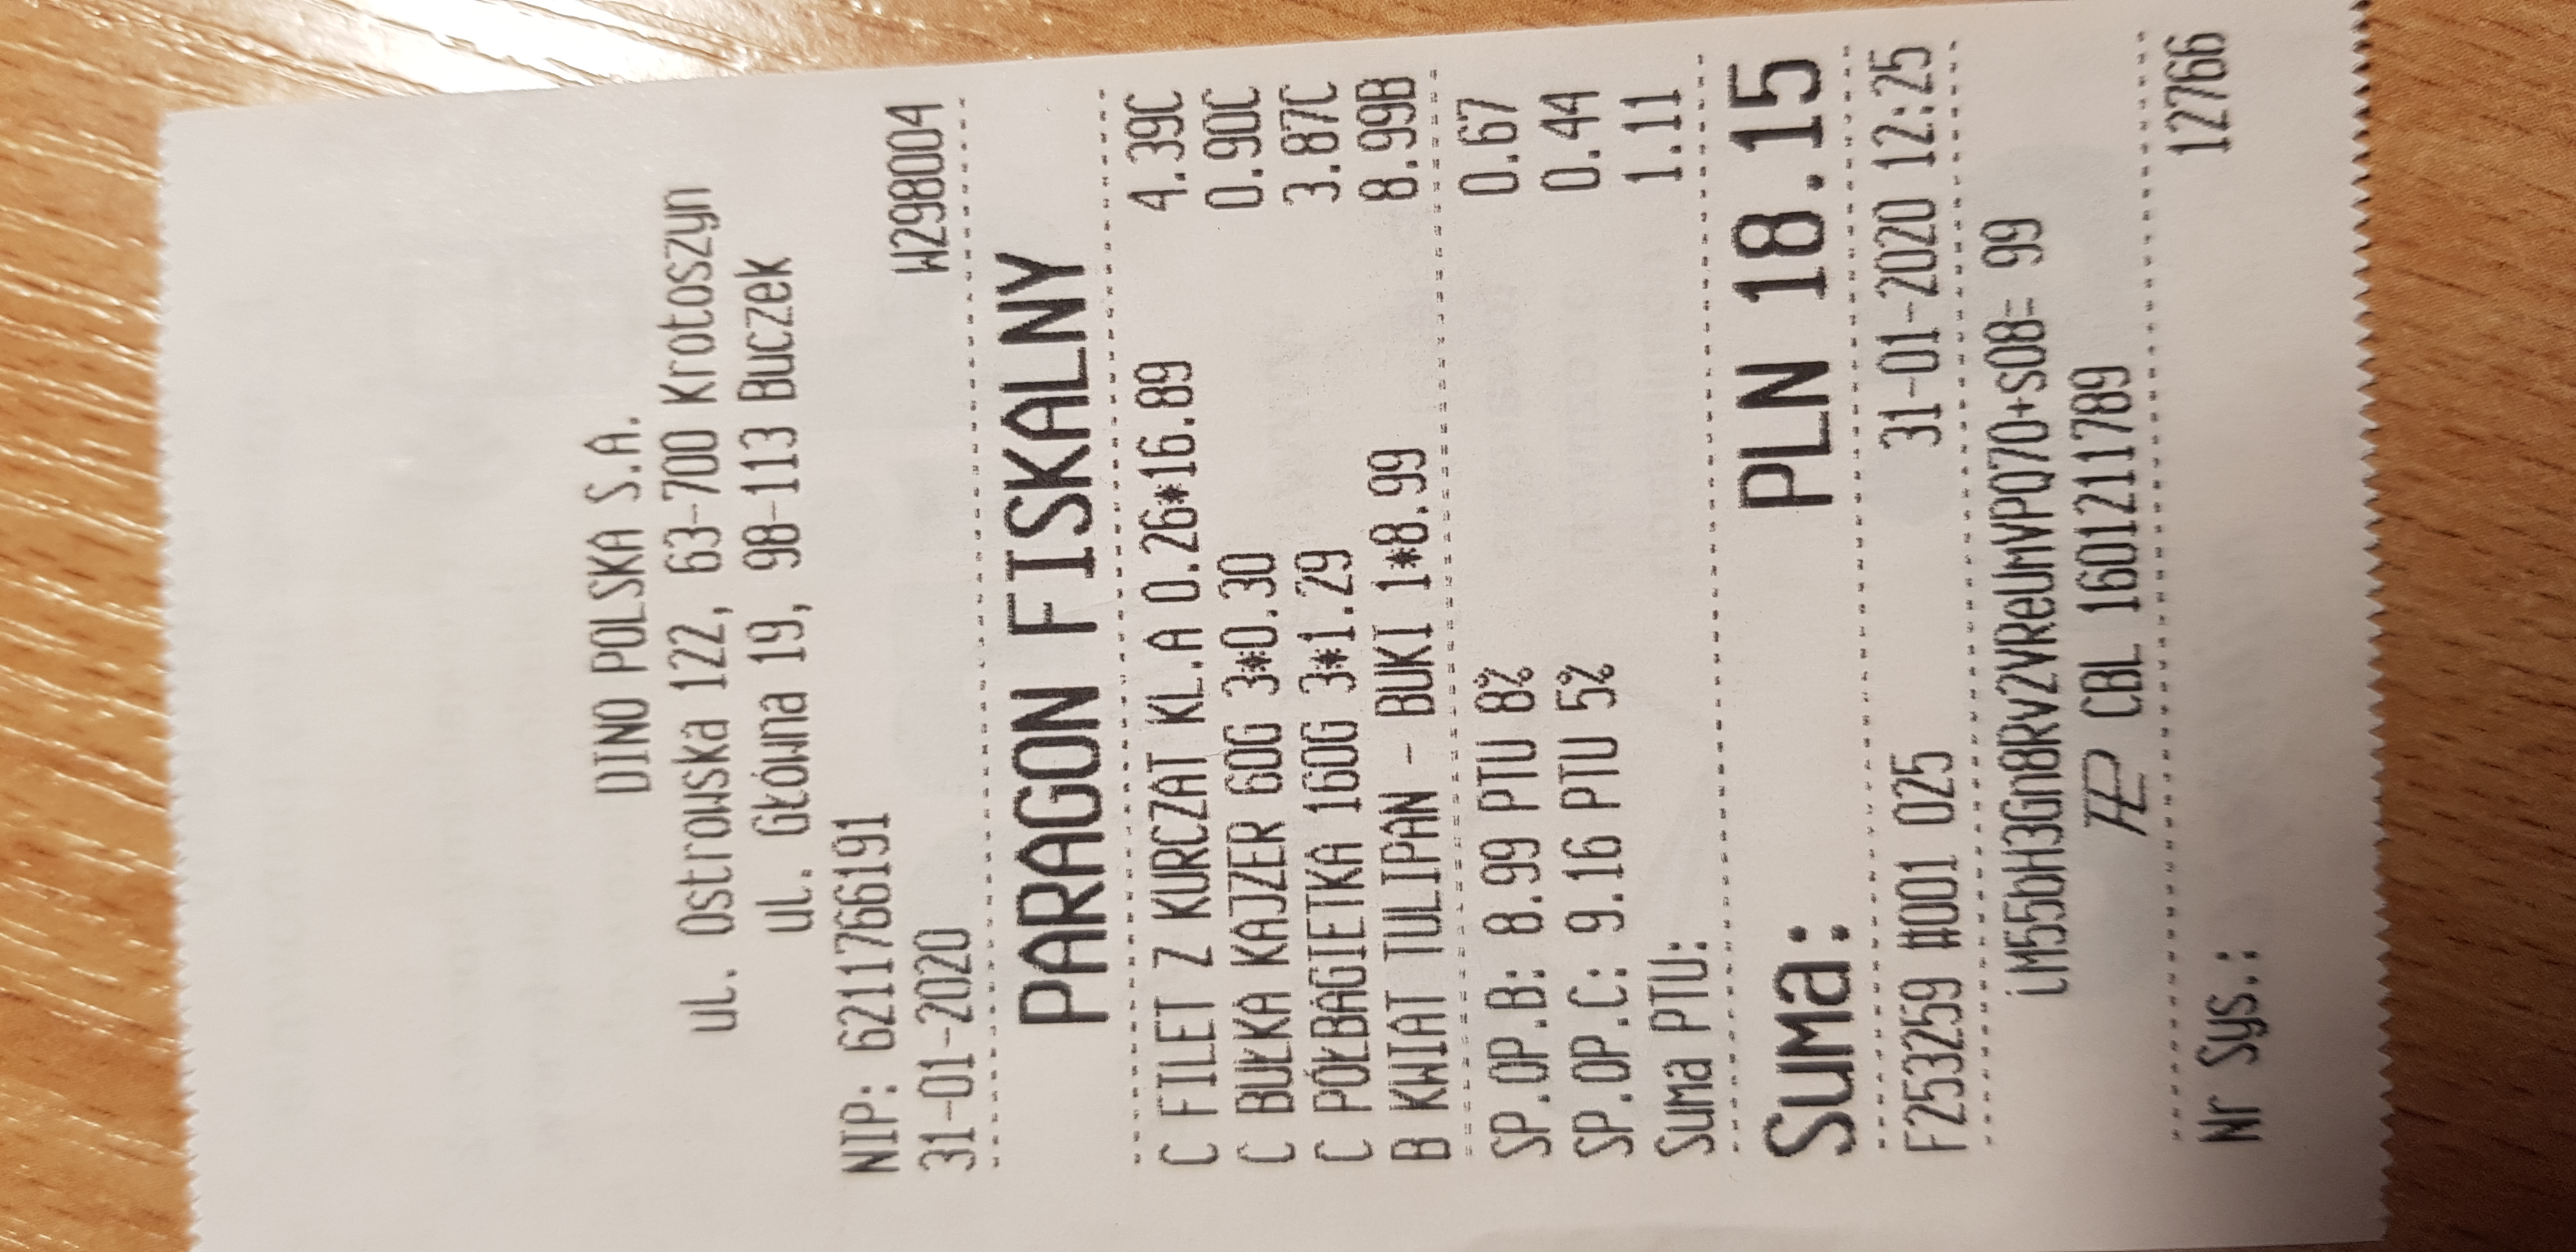 DINO POLSKA S.A.
ul. Ostrowska 122, 63-700 Krotoszyn
ul. Główna 19, 98-113 Buczek
NIP: 6211766191
31-01-2020 W298004
PARAGON FISKALNY
C FILET Z KURCZAT KL.A 0.26*16.89 4.39C
C BUŁKA KAJZER 60G 3*0.30 0.90C
C PÓŁBAGIETKA 160G 3*1.29 3.87C
B KWIAT TULIPAN - BUKI 1*8.99 8.99B
SP.OP.B: 8.99 PTU 8% 0.67
SP.OP.C: 9.16 PTU 5% 0.44
Suma PTU: 1.11
Suma: PLN 18.15
F253259 #001 025 31-01-2020 12:25
iM55bH3Gn8Rv2VReUmVPQ70+sO8= 99
CBL 1601211789
Nr Sys.: 12766